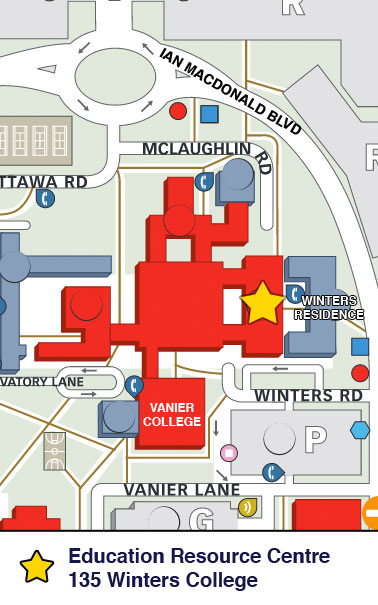 R
IAN MACDONALD BLVD
MCLAUGHLIN RD
TTAWA RD
R
WINTERS
RESIDENCE
VATORY LANE
WINTERS RD
VANIER
COLLEGE
P
VANIER LANE
G
Education Resource Centre
135 Winters College